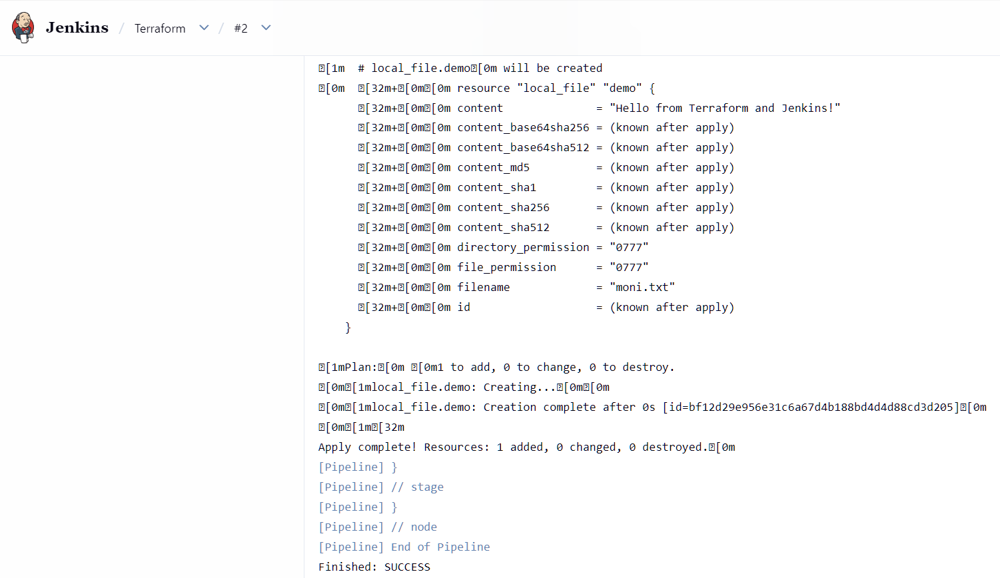 Jenkins / Terraform / #2
␛[1m  # local_file.demo␛[0m will be created
␛[0m  ␛[32m+␛[0m␛[0m resource "local_file" "demo" {
      ␛[32m+␛[0m␛[0m content              = "Hello from Terraform and Jenkins!"
      ␛[32m+␛[0m␛[0m content_base64sha256 = (known after apply)
      ␛[32m+␛[0m␛[0m content_base64sha512 = (known after apply)
      ␛[32m+␛[0m␛[0m content_md5          = (known after apply)
      ␛[32m+␛[0m␛[0m content_sha1         = (known after apply)
      ␛[32m+␛[0m␛[0m content_sha256       = (known after apply)
      ␛[32m+␛[0m␛[0m content_sha512       = (known after apply)
      ␛[32m+␛[0m␛[0m directory_permission = "0777"
      ␛[32m+␛[0m␛[0m file_permission      = "0777"
      ␛[32m+␛[0m␛[0m filename             = "moni.txt"
      ␛[32m+␛[0m␛[0m id                   = (known after apply)
    }
␛[1mPlan:␛[0m ␛[0m1 to add, 0 to change, 0 to destroy.
␛[0m␛[1mlocal_file.demo: Creating...␛[0m␛[0m
␛[0m␛[1mlocal_file.demo: Creation complete after 0s [id=bf12d29e956e31c6a67d4b188bd4d4d88cd3d205]␛[0m
␛[0m␛[1m␛[32m
Apply complete! Resources: 1 added, 0 changed, 0 destroyed.␛[0m
[Pipeline] }
[Pipeline] // stage
[Pipeline] }
[Pipeline] // node
[Pipeline] End of Pipeline
Finished: SUCCESS